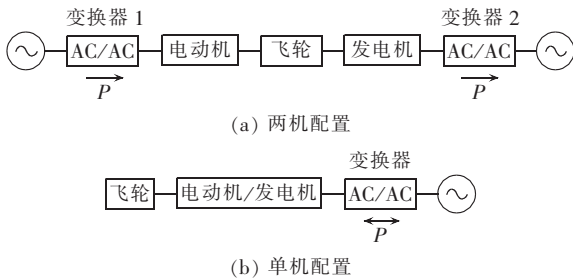 变换器 1 变换器 2
AC/AC 电动机 飞轮 发电机 AC/AC
P P
(a) 两机配置
变换器
飞轮 电动机/发电机 AC/AC
P
(b) 单机配置